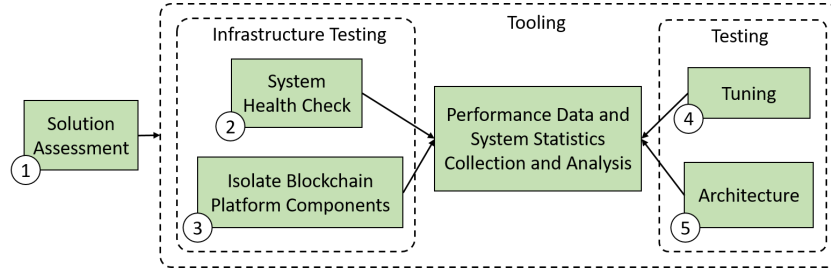 Tooling
Infrastructure Testing
Testing
Solution
Assessment
1
System
Health Check
2
Isolate Blockchain
Platform Components
3
Performance Data and
System Statistics
Collection and Analysis
Tuning
4
Architecture
5